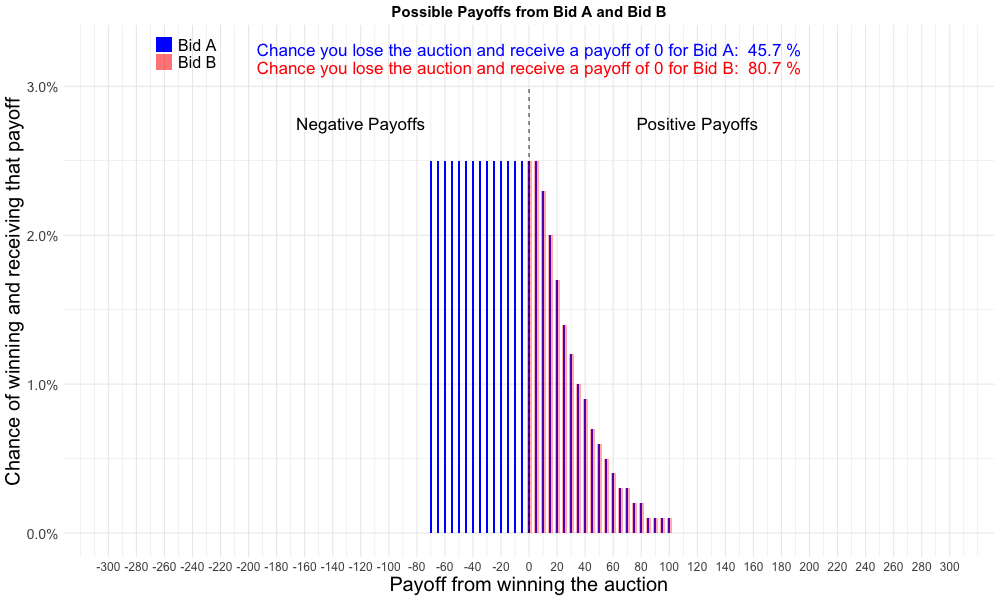 Possible Payoffs from Bid A and Bid B
Bid A
Bid B
Chance you lose the auction and receive a payoff of 0 for Bid A: 45.7 %
Chance you lose the auction and receive a payoff of 0 for Bid B: 80.7 %
Negative Payoffs
Positive Payoffs
Chance of winning and receiving that payoff
3.0%
2.0%
1.0%
0.0%
-300 -280 -260 -240 -220 -200 -180 -160 -140 -120 -100 -80 -60 -40 -20 0 20 40 60 80 100 120 140 160 180 200 220 240 260 280 300
Payoff from winning the auction